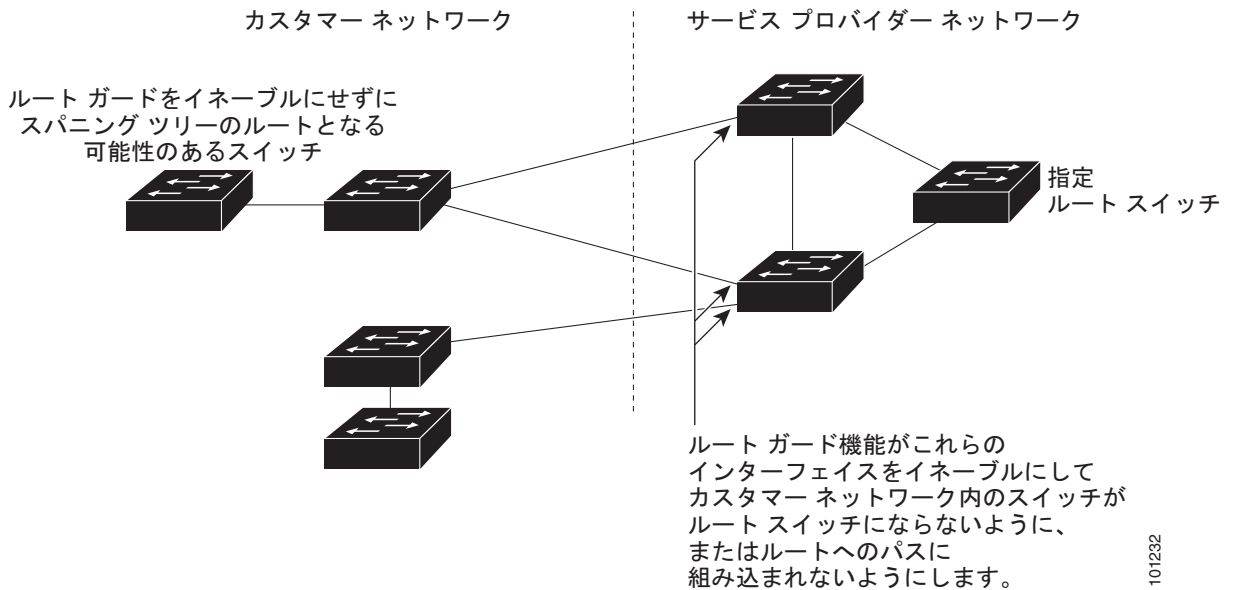 カスタマー ネットワーク
サービス プロバイダー ネットワーク
ルート ガードをイネーブルにせずに
スパニング ツリーのルートとなる
可能性のあるスイッチ
指定
ルート スイッチ
ルート ガード機能がこれらの
インターフェイスをイネーブルにして
カスタマー ネットワーク内のスイッチが
ルート スイッチにならないように、
またはルートへのパスに
組み込まれないようにします。
101232